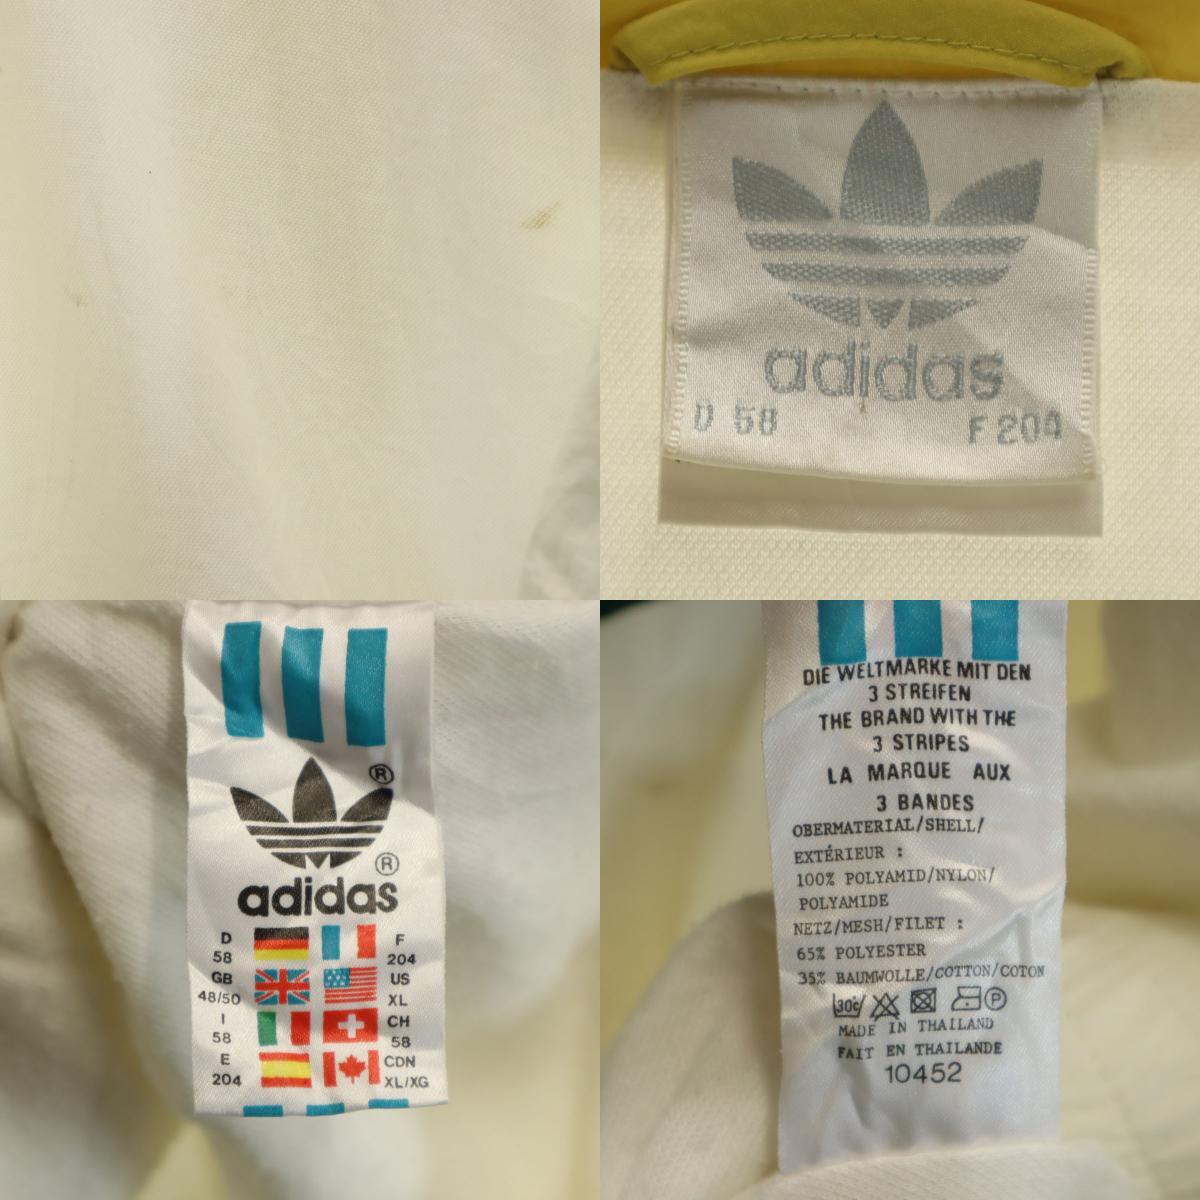 adidas
D 58 F 204
®
®
adidas
D 58 F 204
GB 48/50 US XL
I 58 CH 58
E 204 CDN XL/XG
DIE WELTMARKE MIT DEN
3 STREIFEN
THE BRAND WITH THE
3 STRIPES
LA MARQUE AUX
3 BANDES
OBERMATERIAL/SHELL/
EXTÉRIEUR :
100% POLYAMID/NYLON/
POLYAMIDE
NETZ/MESH/FILET :
65% POLYESTER
35% BAUMWOLLE/COTTON/COTON
30c P
MADE IN THAILAND
FAIT EN THAILANDE
10452